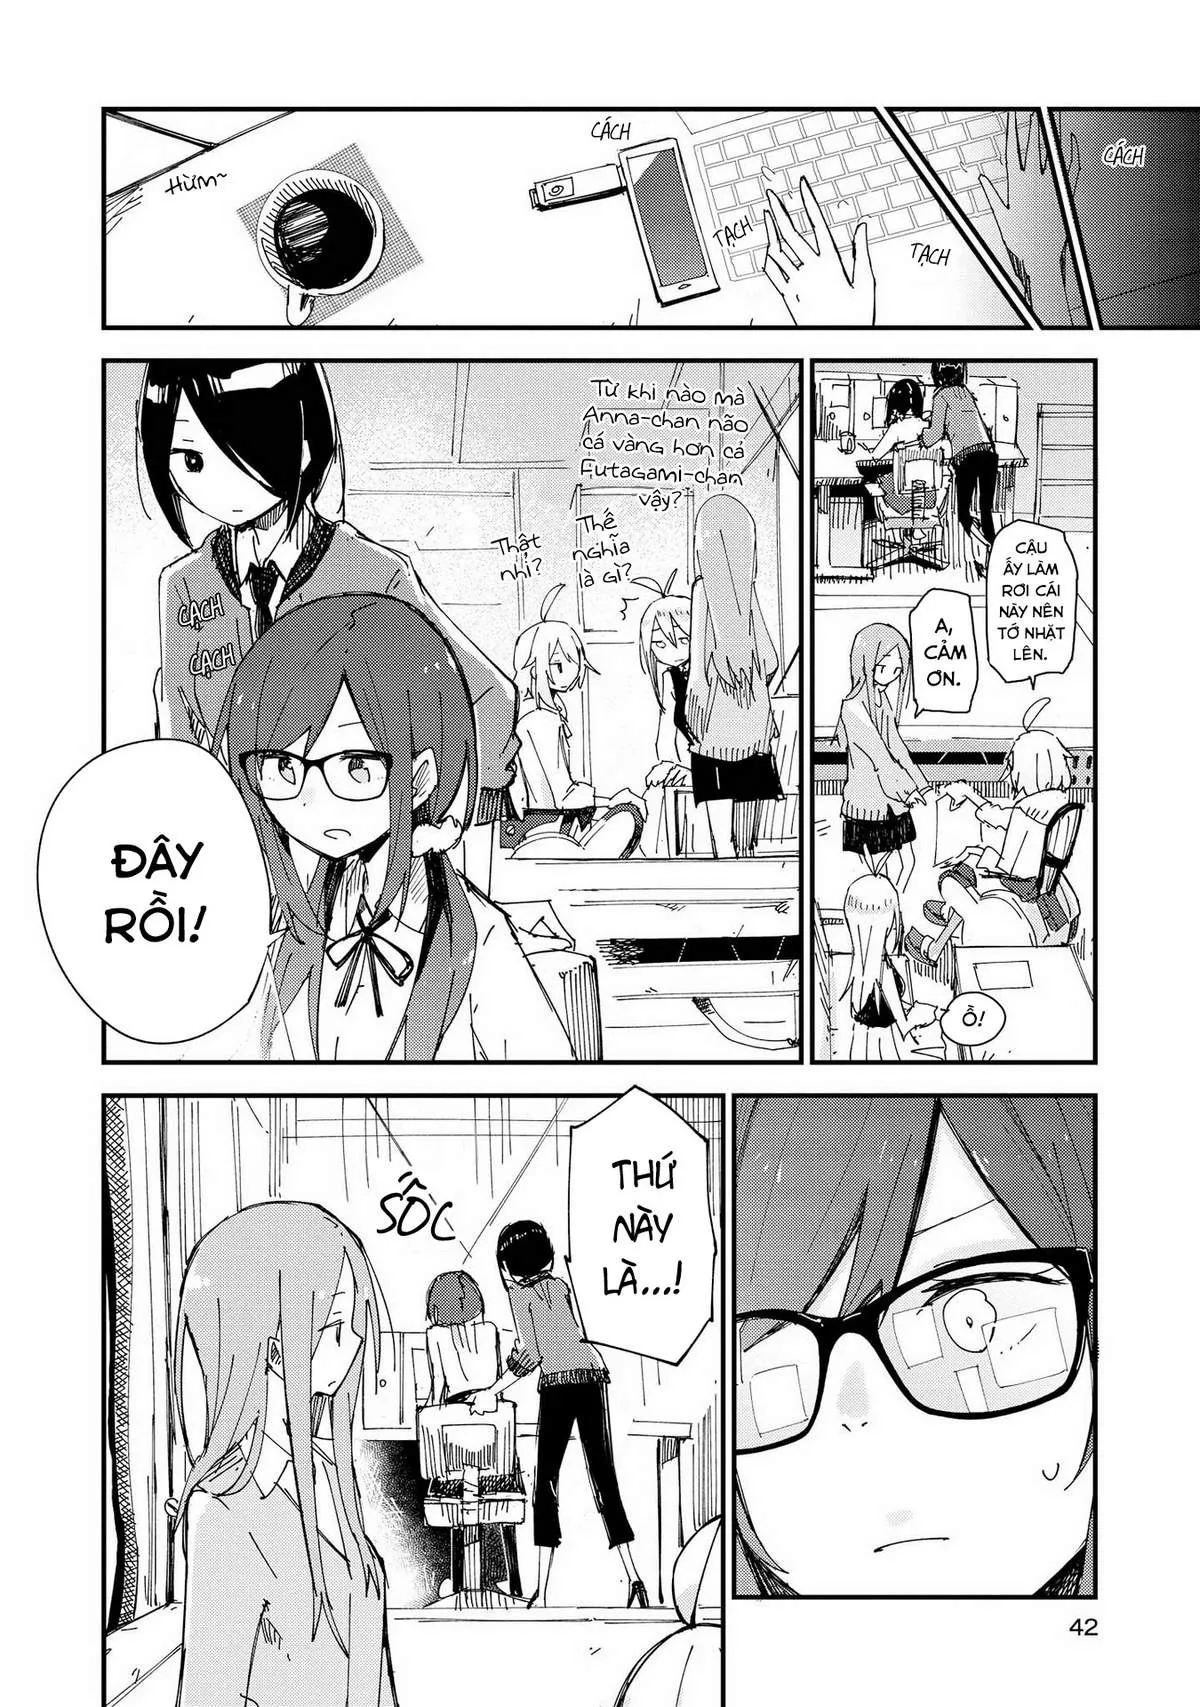 CÁCH
CÁCH
TẠCH
TẠCH
HỪM~
CẬU
ẤY LÀM
RƠI CÁI
NÀY NÊN
TỚ NHẶT
LÊN.
A,
CẢM
ƠN.
Ồ!
Từ khi nào mà
Anna-chan não
cá vàng hơn cả
Futagami-chan
vậy?
Thế
nghĩa
là gì?
Thật
nhỉ?
CẠCH
CẠCH
ĐÂY
RỒI!
THỨ
NÀY
LÀ...!
SỐC
42